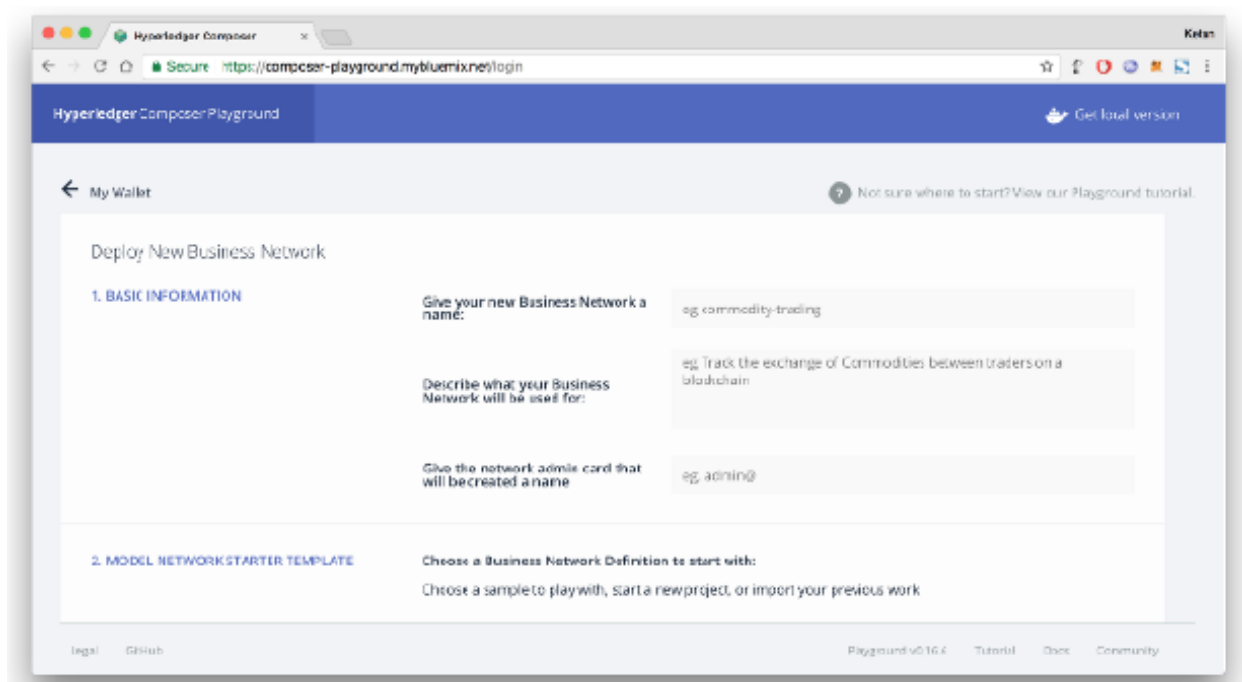 Hyperledger Composer
Ketan
Secure https://composer-playground.mybluemix.net/login
Hyperledger Composer Playground
Get local version
My Wallet
? Not sure where to start? View our Playground tutorial.
Deploy New Business Network
1. BASIC INFORMATION
Give your new Business Network a
name:
eg commodity-trading
Describe what your Business
Network will be used for:
eg Track the exchange of Commodities between traders on a
blockchain
Give the network admin card that
will be created a name
eg. admin@
2. MODEL NETWORK STARTER TEMPLATE
Choose a Business Network Definition to start with:
Choose a sample to play with, start a new project, or import your previous work
Legal GitHub
Playground Tutorial Docs Community